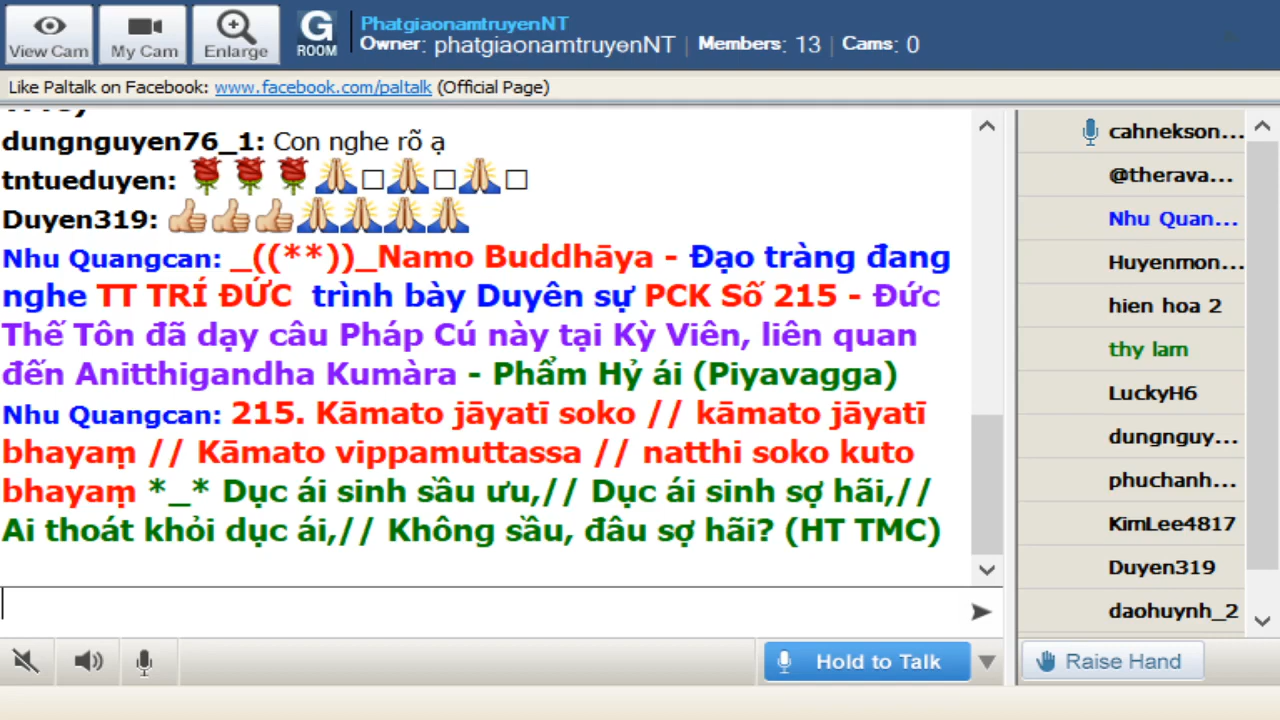 View Cam
My Cam
Enlarge
G
ROOM
PhatgiaonamtruyenNT
Owner: phatgiaonamtruyenNT | Members: 13 | Cams: 0
Like Paltalk on Facebook: www.facebook.com/paltalk (Official Page)
dungnguyen76_1: Con nghe rõ ạ
tntueduyen: 🌹🌹🌹🙏□🙏□🙏□
Duyen319: 👍👍👍🙏🙏🙏🙏
Nhu Quangcan: _((**))_Namo Buddhāya - Đạo tràng đang
nghe TT TRÍ ĐỨC trình bày Duyên sự PCK Số 215 - Đức
Thế Tôn đã dạy câu Pháp Cú này tại Kỳ Viên, liên quan
đến Anitthigandha Kumàra - Phẩm Hỷ ái (Piyavagga)
Nhu Quangcan: 215. Kāmato jāyatī soko // kāmato jāyatī
bhayaṃ // Kāmato vippamuttassa // natthi soko kuto
bhayaṃ *_* Dục ái sinh sầu ưu,// Dục ái sinh sợ hãi,//
Ai thoát khỏi dục ái,// Không sầu, đâu sợ hãi? (HT TMC)
cahnekson...
@therava...
Nhu Quan...
Huyenmon...
hien hoa 2
thy lam
LuckyH6
dungnguy...
phuchanh...
KimLee4817
Duyen319
daohuynh_2
Hold to Talk
Raise Hand